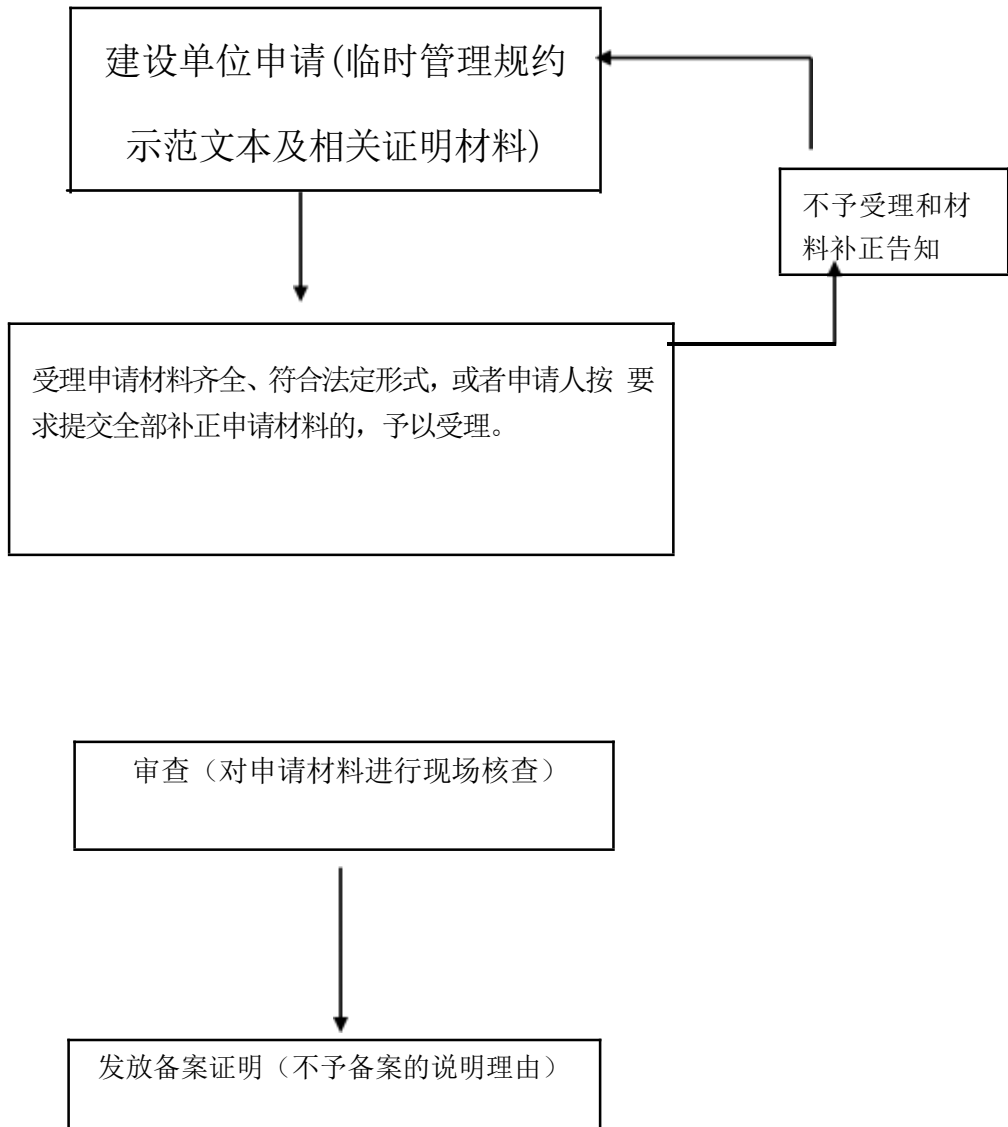 建设单位申请(临时管理规约
示范文本及相关证明材料)
不予受理和材
料补正告知
受理申请材料齐全、符合法定形式，或者申请人按 要
求提交全部补正申请材料的，予以受理。
审查（对申请材料进行现场核查）
发放备案证明（不予备案的说明理由）